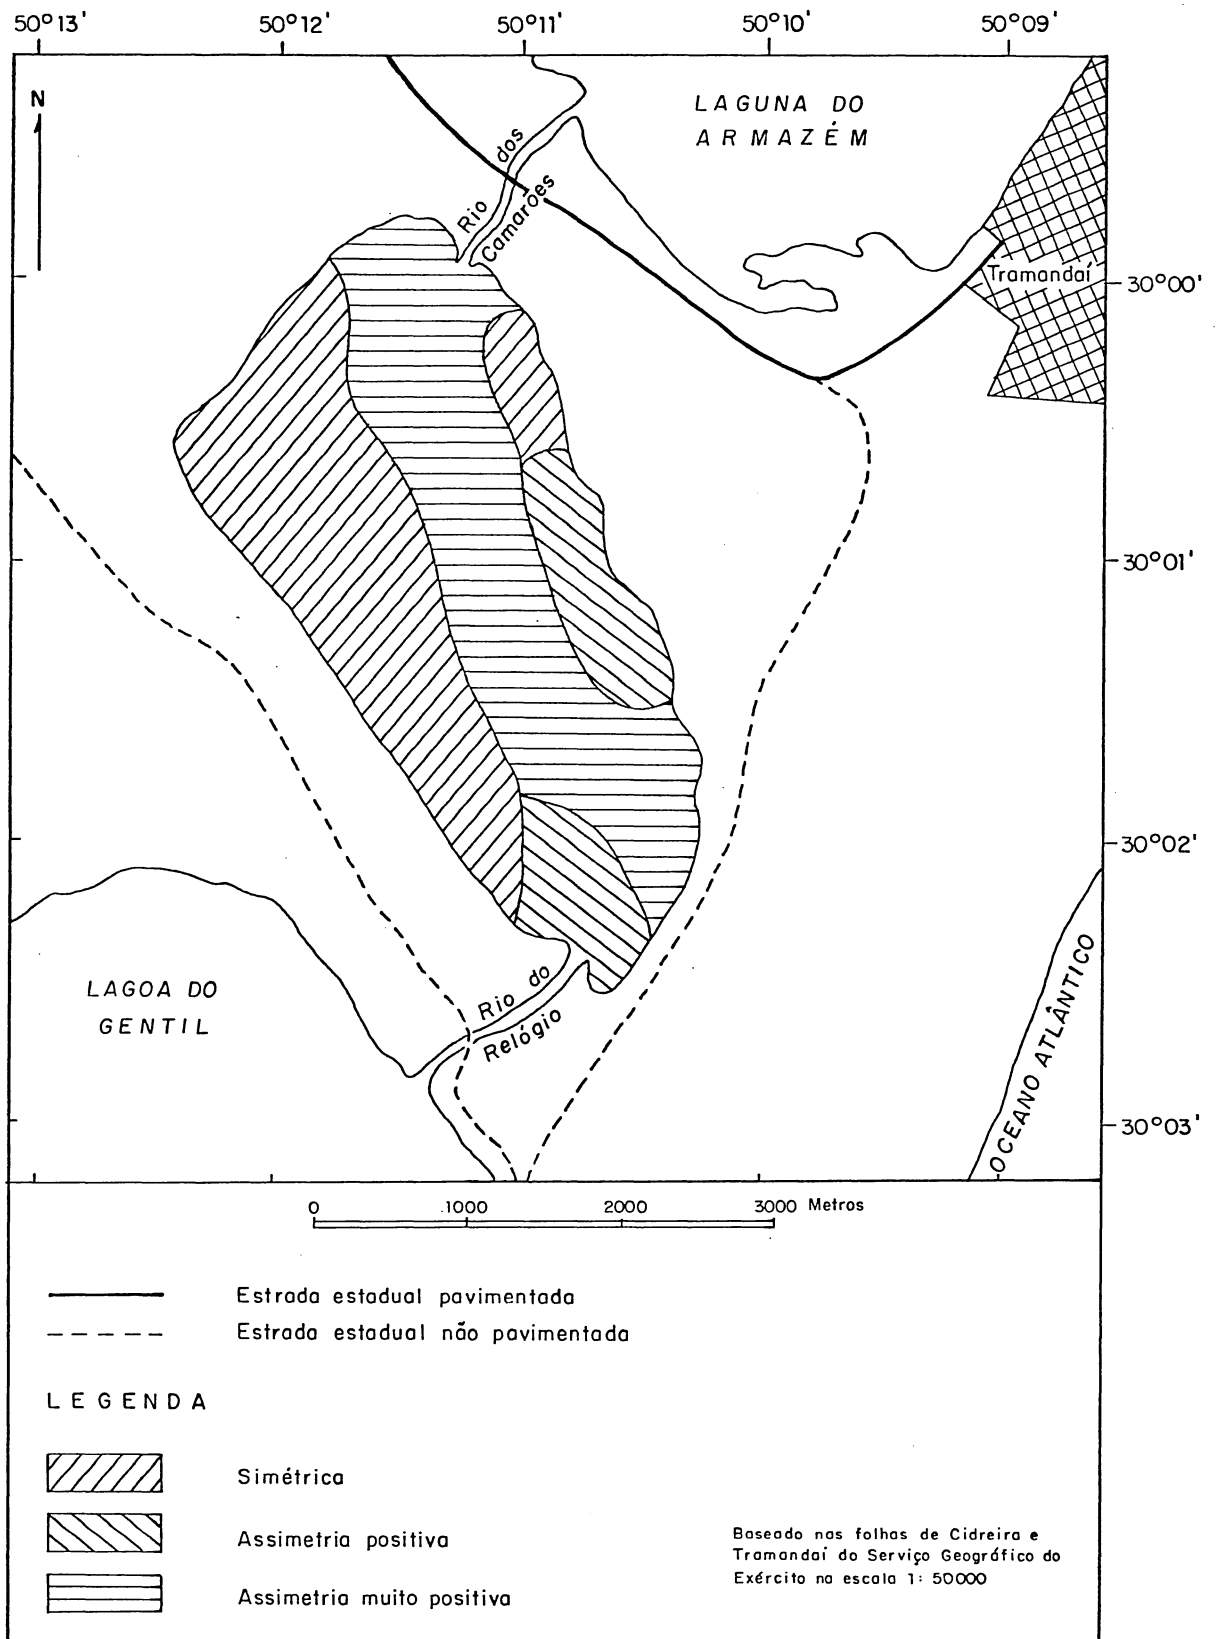 50°13' 50°12' 50°11' 50°10' 50°09'
N
LAGUNA DO
ARMAZÉM
Rio dos
Camarões
Tramandaí
30°00'
30°01'
30°02'
LAGOA DO
GENTIL
Rio do
Relógio
OCEANO ATLÂNTICO
30°03'
0 1000 2000 3000 Metros
Estrada estadual pavimentada
Estrada estadual não pavimentada
LEGENDA
Simétrica
Assimetria positiva
Assimetria muito positiva
Baseado nas folhas de Cidreira e
Tramandaí do Serviço Geográfico do
Exército na escala 1: 50000